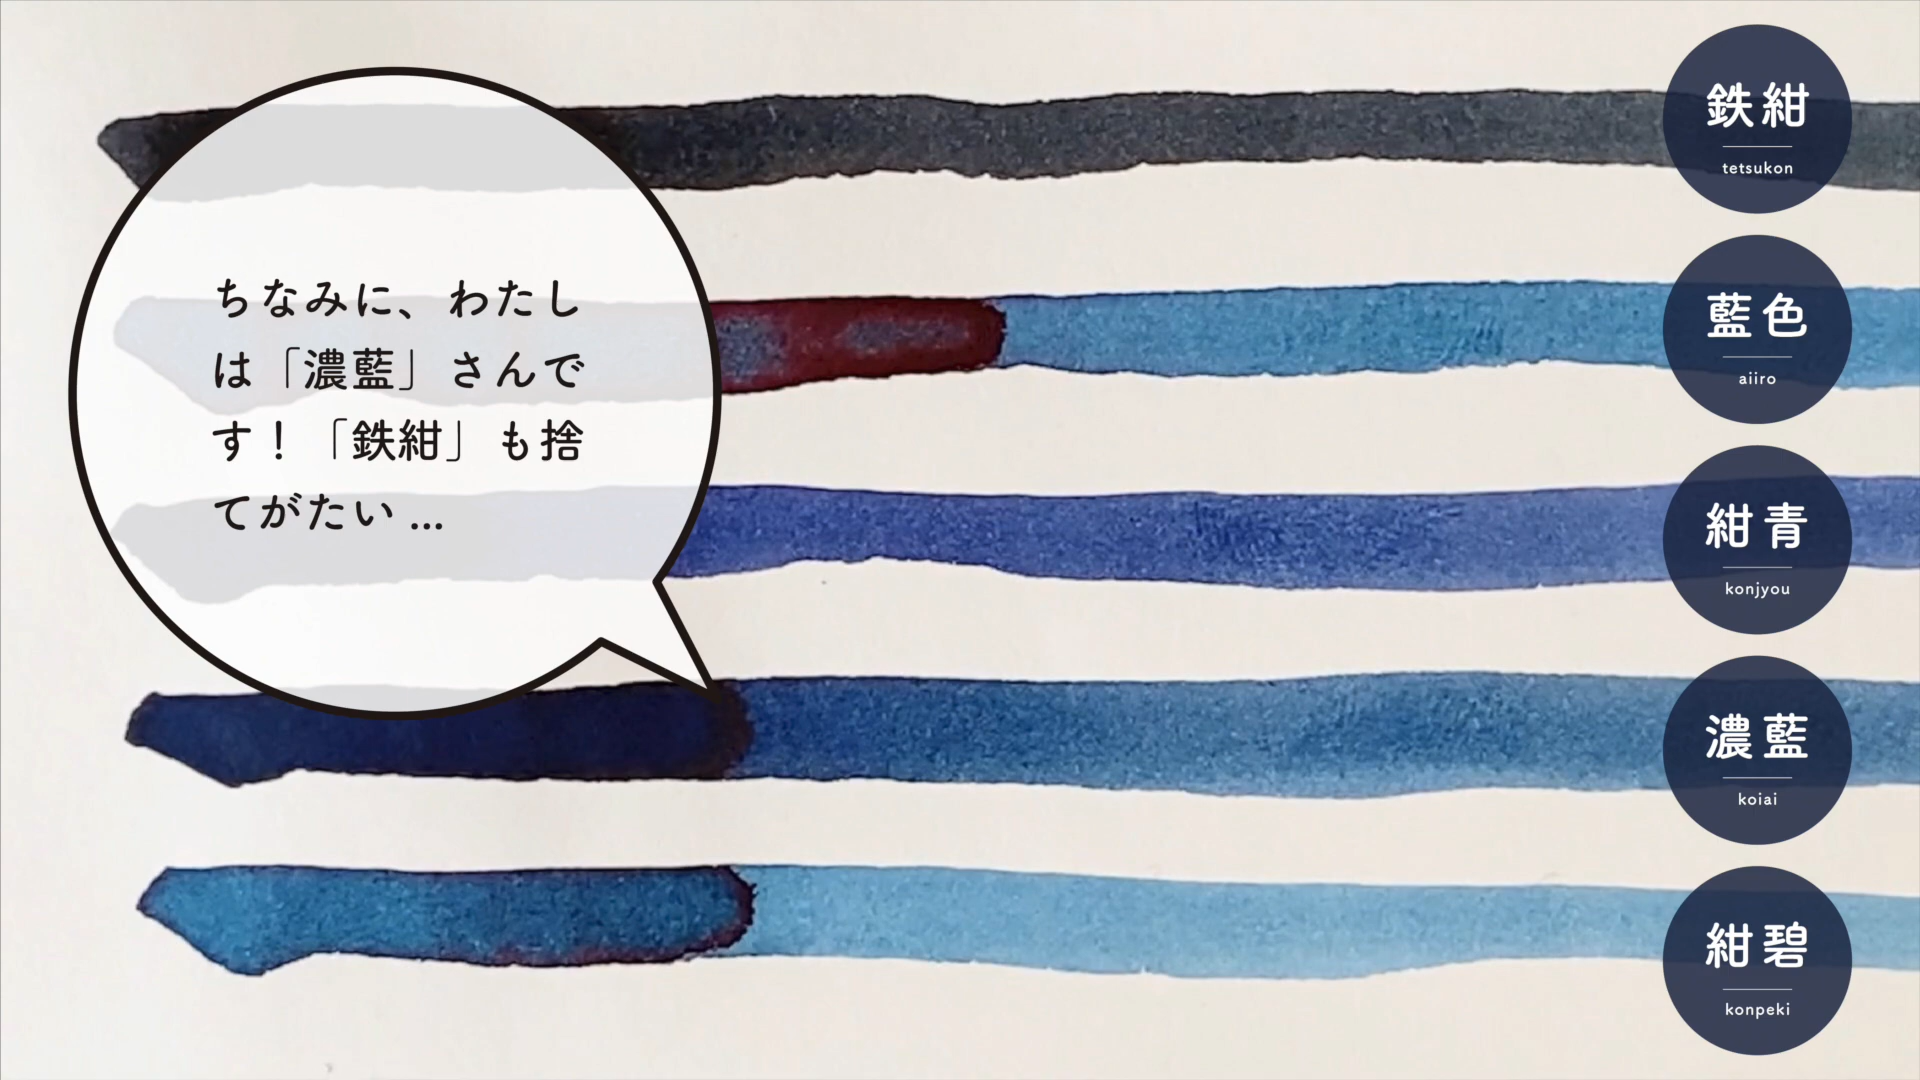 ちなみに、わたし
は「濃藍」さんで
す！「鉄紺」も捨
てがたい...
鉄紺
tetsukon
藍色
aiiro
紺青
konjyou
濃藍
koiai
紺碧
konpeki